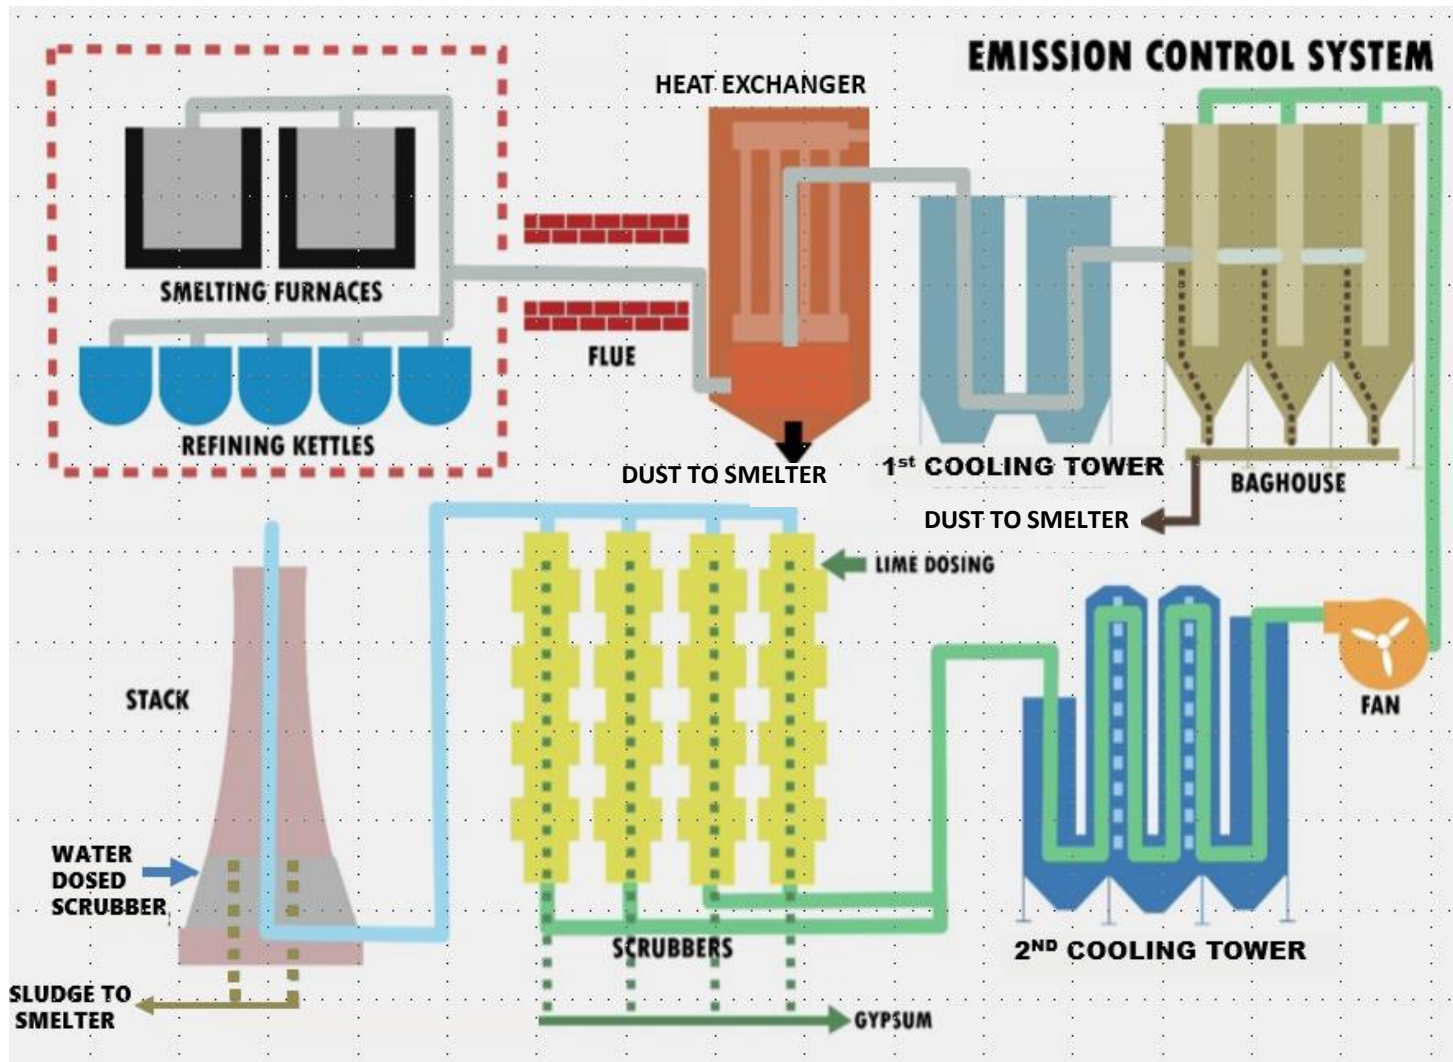 EMISSION CONTROL SYSTEM
HEAT EXCHANGER
SMELTING FURNACES
FLUE
REFINING KETTLES
DUST TO SMELTER
1st COOLING TOWER
BAGHOUSE
DUST TO SMELTER
LIME DOSING
STACK
FAN
WATER
DOSED
SCRUBBER
SCRUBBERS
2ND COOLING TOWER
SLUDGE TO
SMELTER
GYPSUM